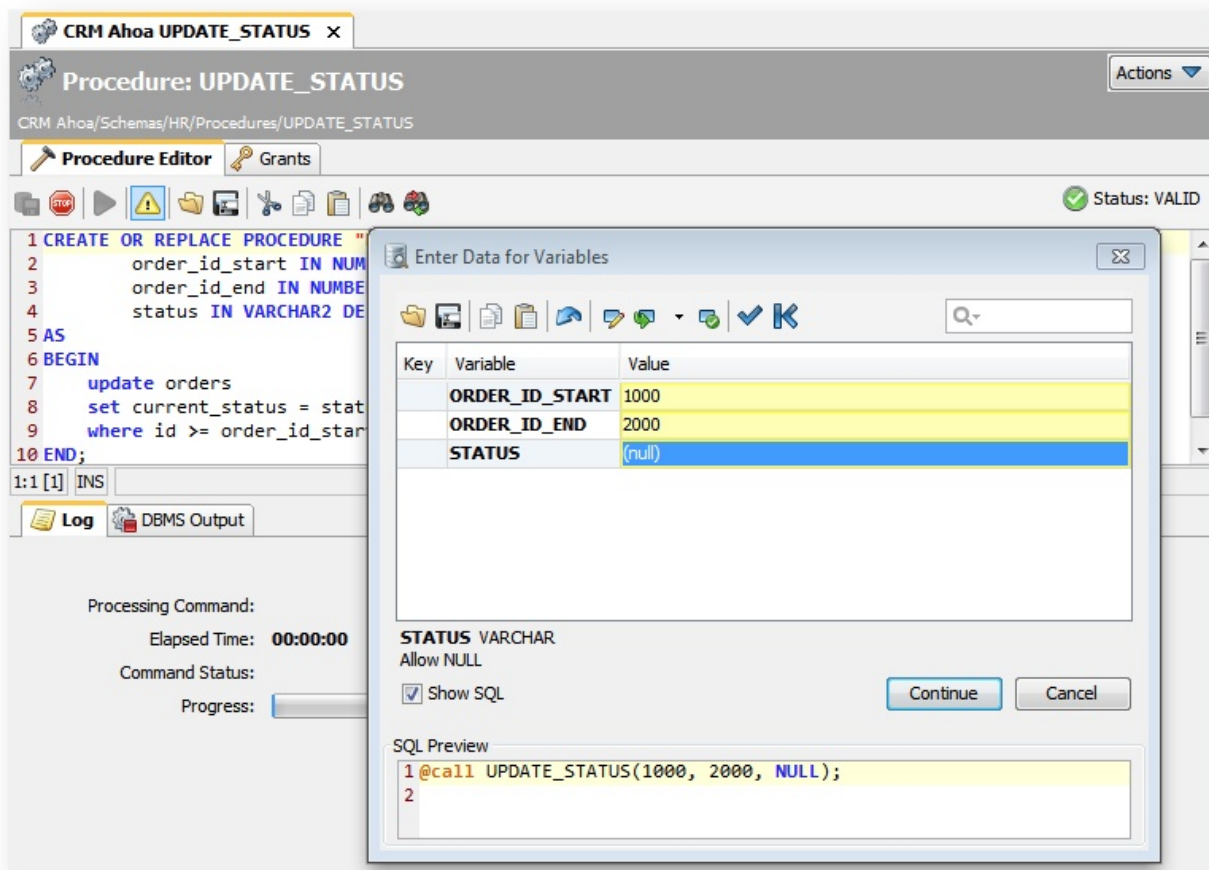 CRM Ahoa UPDATE_STATUS x
Procedure: UPDATE_STATUS
Actions
CRM Ahoa/Schemas/HR/Procedures/UPDATE_STATUS
Procedure Editor Grants
STOP
Status: VALID
1 CREATE OR REPLACE PROCEDURE "
2 order_id_start IN NUM
3 order_id_end IN NUMBE
4 status IN VARCHAR2 DE
5 AS
6 BEGIN
7 update orders
8 set current_status = stat
9 where id >= order_id_star
10 END;
1:1 [1] INS
Log DBMS Output
Processing Command:
Elapsed Time: 00:00:00
Command Status:
Progress:
Enter Data for Variables
Key Variable Value
ORDER_ID_START 1000
ORDER_ID_END 2000
STATUS (null)
STATUS VARCHAR
Allow NULL
Show SQL Continue Cancel
SQL Preview
1 @call UPDATE_STATUS(1000, 2000, NULL);
2